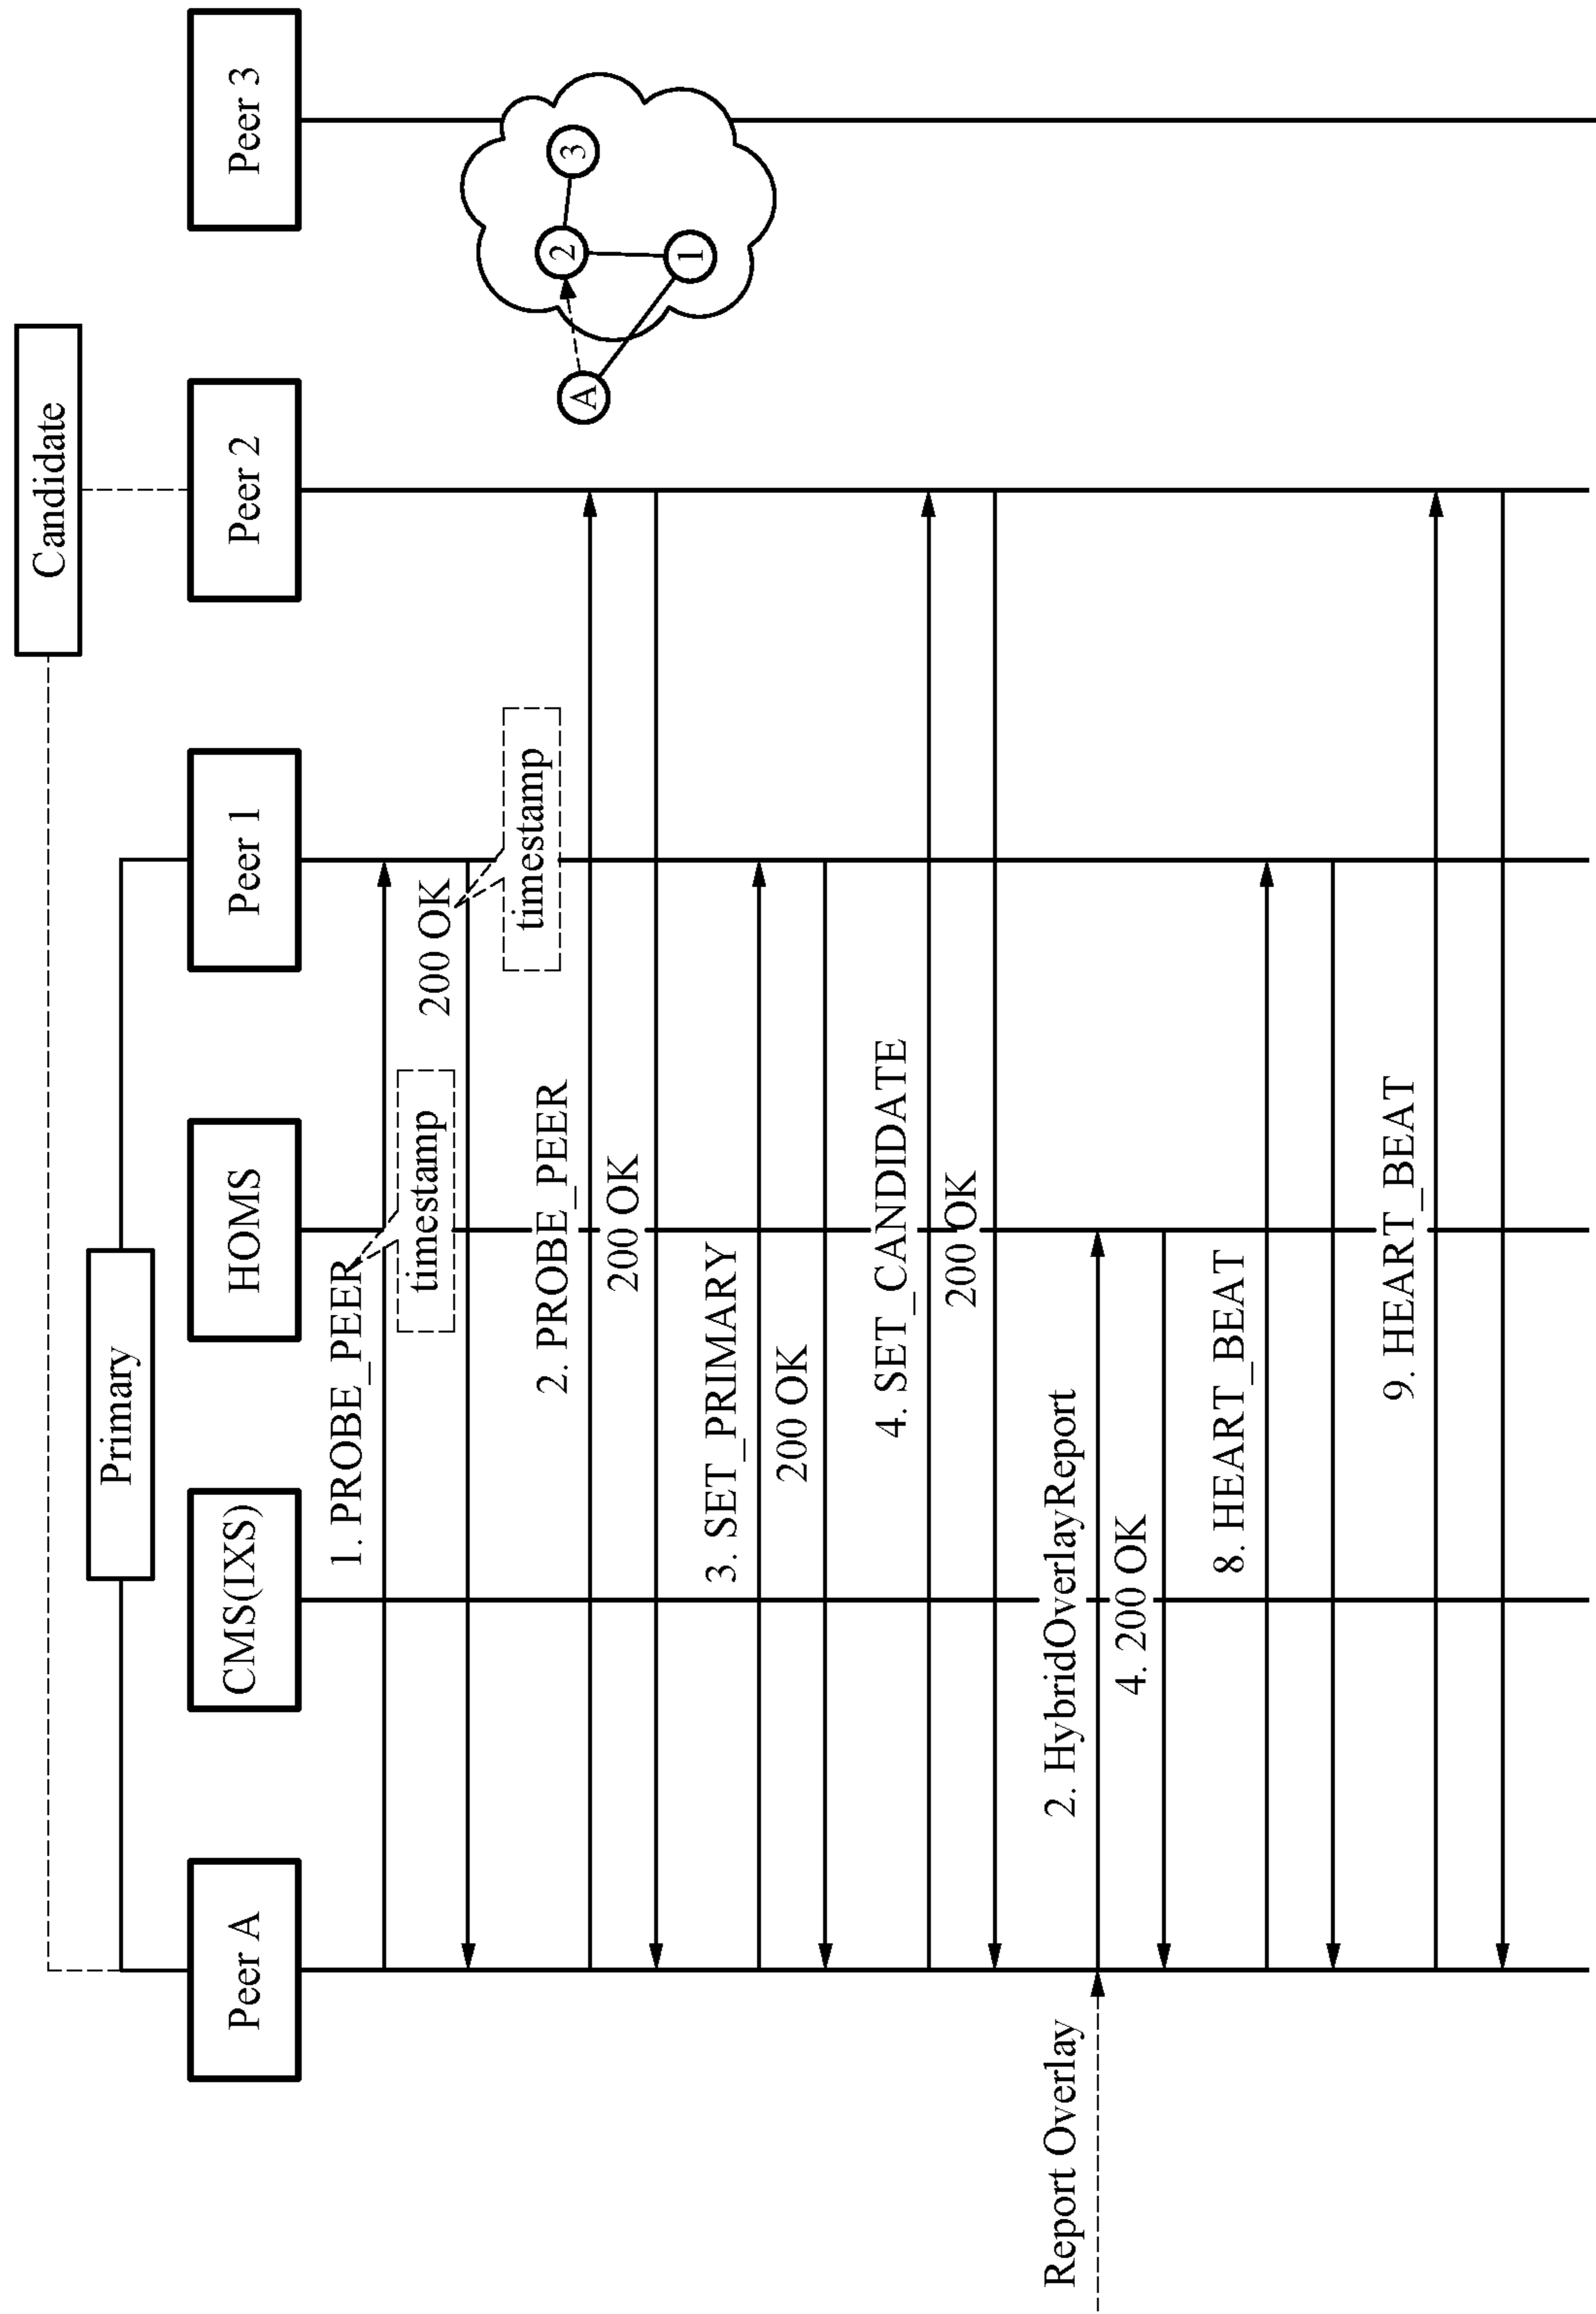 Candidate
Primary
Peer A
CMS(IXS)
HOMS
Peer 1
Peer 2
Peer 3
1. PROBE_PEER
timestamp
200 OK
timestamp
2. PROBE_PEER
200 OK
3. SET_PRIMARY
200 OK
4. SET_CANDIDATE
200 OK
Report Overlay
2. HybridOverlayReport
4. 200 OK
8. HEART_BEAT
9. HEART_BEAT
A
2
3
1